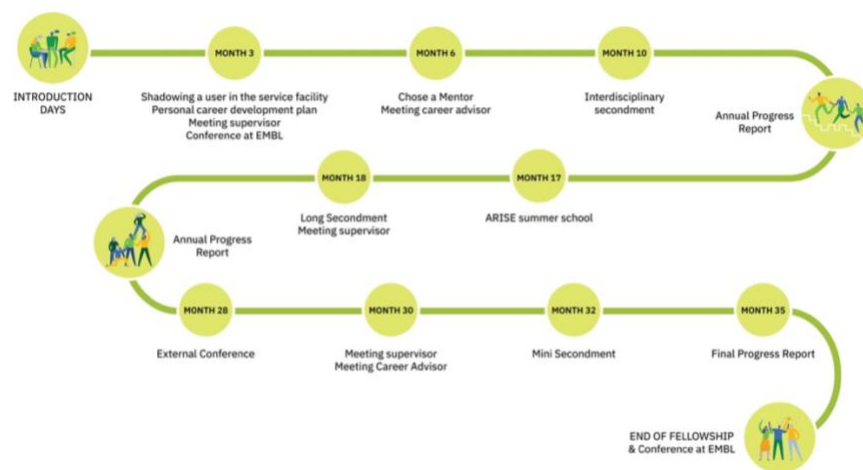 INTRODUCTION
DAYS
MONTH 3
Shadowing a user in the service facility
Personal career development plan
Meeting supervisor
Conference at EMBL
MONTH 6
Chose a Mentor
Meeting career advisor
MONTH 10
Interdisciplinary
secondment
Annual Progress
Report
MONTH 17
ARISE summer school
MONTH 18
Long Secondment
Meeting supervisor
Annual Progress
Report
MONTH 28
External Conference
MONTH 30
Meeting supervisor
Meeting Career Advisor
MONTH 32
Mini Secondment
MONTH 35
Final Progress Report
END OF FELLOWSHIP
& Conference at EMBL